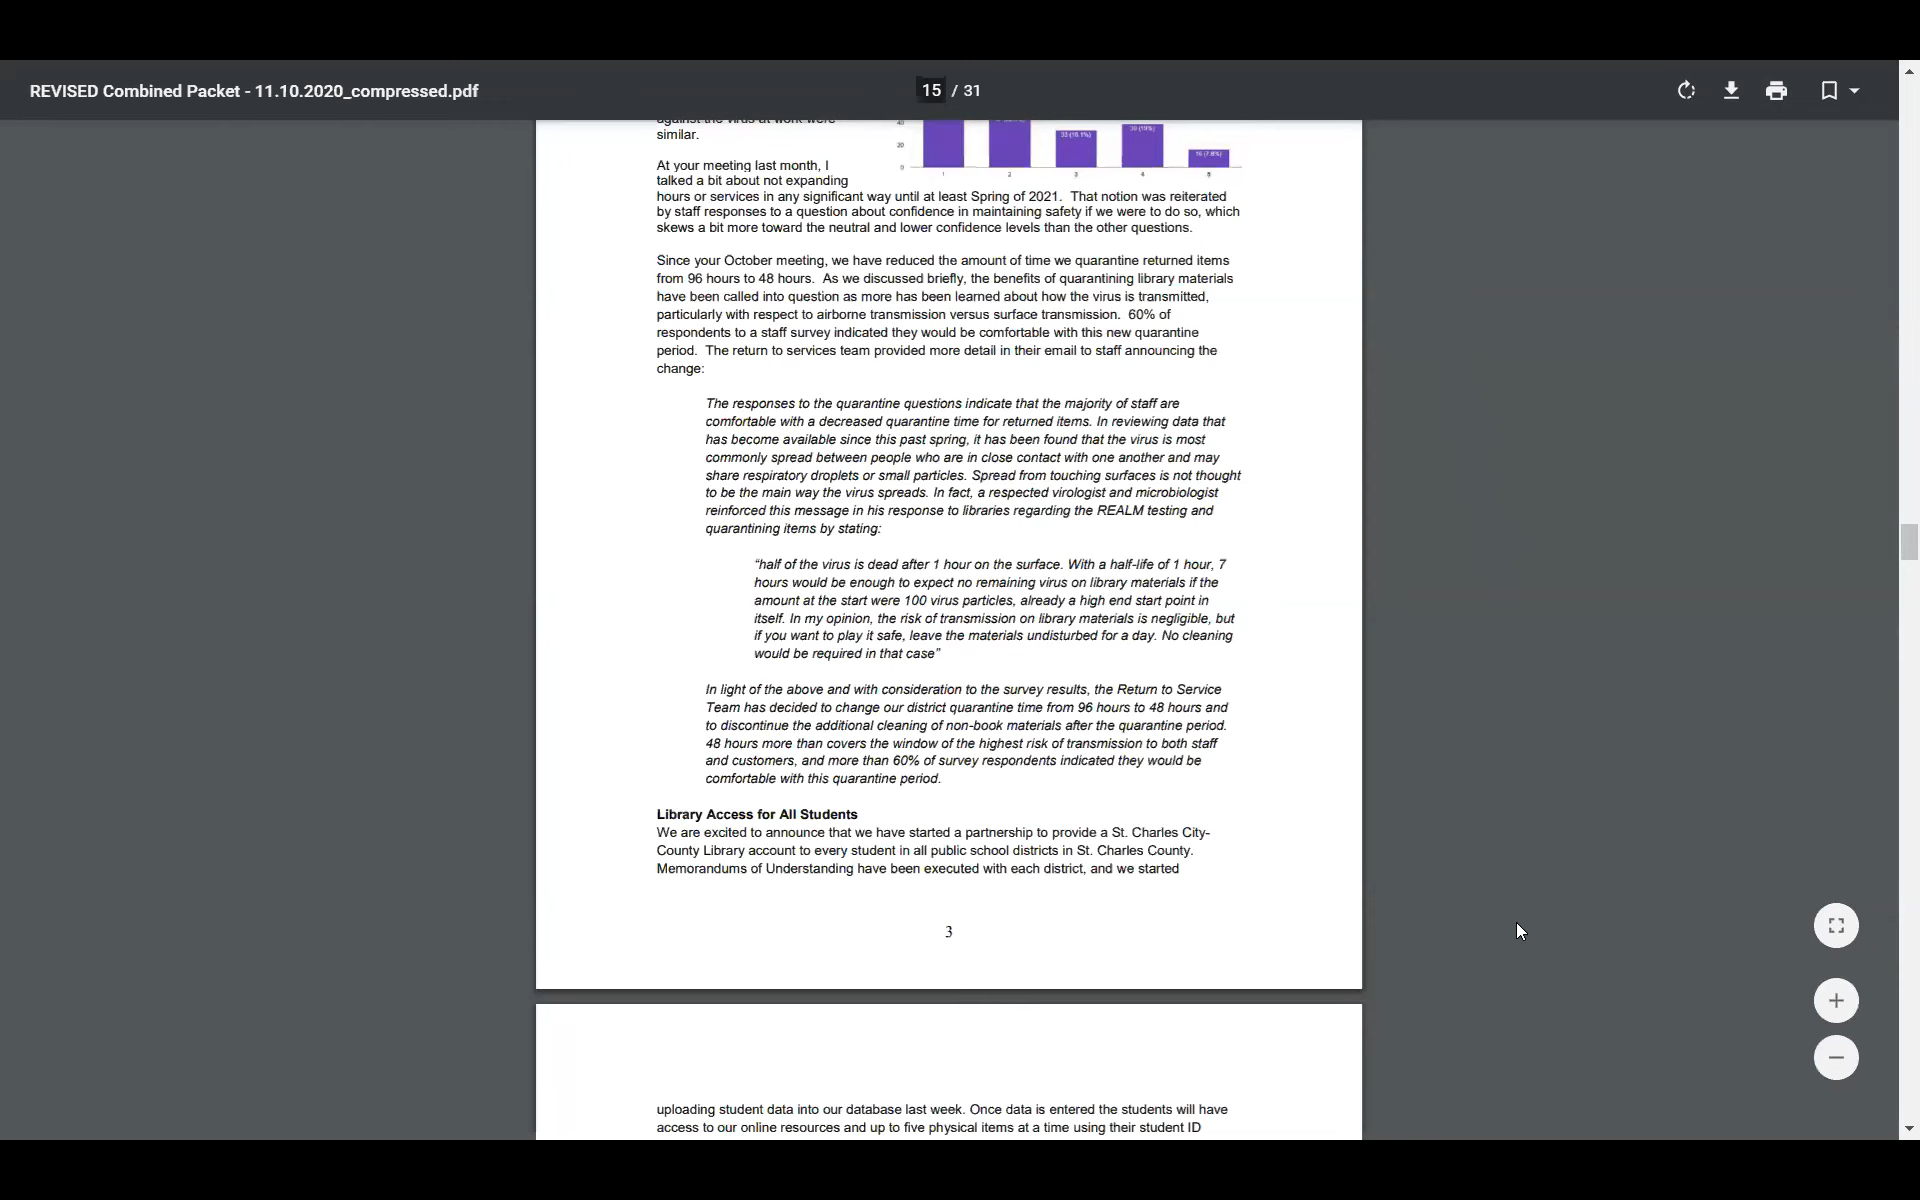 REVISED Combined Packet - 11.10.2020_compressed.pdf
15 / 31
against the virus at work were
similar.
40
20
0
33 (16.1%)
39 (19%)
16 (7.8%)
1 2 3 4 5
At your meeting last month, I
talked a bit about not expanding
hours or services in any significant way until at least Spring of 2021. That notion was reiterated
by staff responses to a question about confidence in maintaining safety if we were to do so, which
skews a bit more toward the neutral and lower confidence levels than the other questions.
Since your October meeting, we have reduced the amount of time we quarantine returned items
from 96 hours to 48 hours. As we discussed briefly, the benefits of quarantining library materials
have been called into question as more has been learned about how the virus is transmitted,
particularly with respect to airborne transmission versus surface transmission. 60% of
respondents to a staff survey indicated they would be comfortable with this new quarantine
period. The return to services team provided more detail in their email to staff announcing the
change:
The responses to the quarantine questions indicate that the majority of staff are
comfortable with a decreased quarantine time for returned items. In reviewing data that
has become available since this past spring, it has been found that the virus is most
commonly spread between people who are in close contact with one another and may
share respiratory droplets or small particles. Spread from touching surfaces is not thought
to be the main way the virus spreads. In fact, a respected virologist and microbiologist
reinforced this message in his response to libraries regarding the REALM testing and
quarantining items by stating:
“half of the virus is dead after 1 hour on the surface. With a half-life of 1 hour, 7
hours would be enough to expect no remaining virus on library materials if the
amount at the start were 100 virus particles, already a high end start point in
itself. In my opinion, the risk of transmission on library materials is negligible, but
if you want to play it safe, leave the materials undisturbed for a day. No cleaning
would be required in that case”
In light of the above and with consideration to the survey results, the Return to Service
Team has decided to change our district quarantine time from 96 hours to 48 hours and
to discontinue the additional cleaning of non-book materials after the quarantine period.
48 hours more than covers the window of the highest risk of transmission to both staff
and customers, and more than 60% of survey respondents indicated they would be
comfortable with this quarantine period.
Library Access for All Students
We are excited to announce that we have started a partnership to provide a St. Charles City-
County Library account to every student in all public school districts in St. Charles County.
Memorandums of Understanding have been executed with each district, and we started
3
uploading student data into our database last week. Once data is entered the students will have
access to our online resources and up to five physical items at a time using their student ID